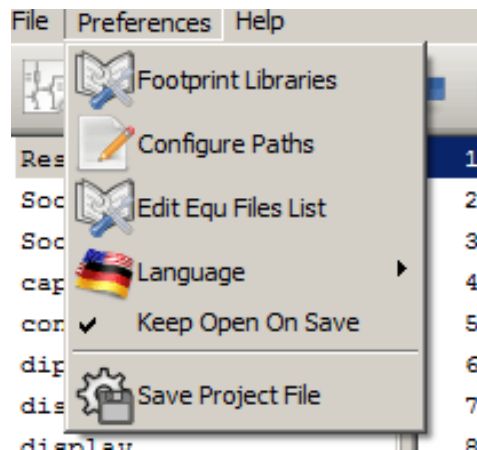 File Preferences Help
Footprint Libraries
Res
1
Configure Paths
Soc
2
Edit Equ Files List
Soc
3
Language
cap
4
Keep Open On Save
con
5
dip
6
Save Project File
dis
7
display
8